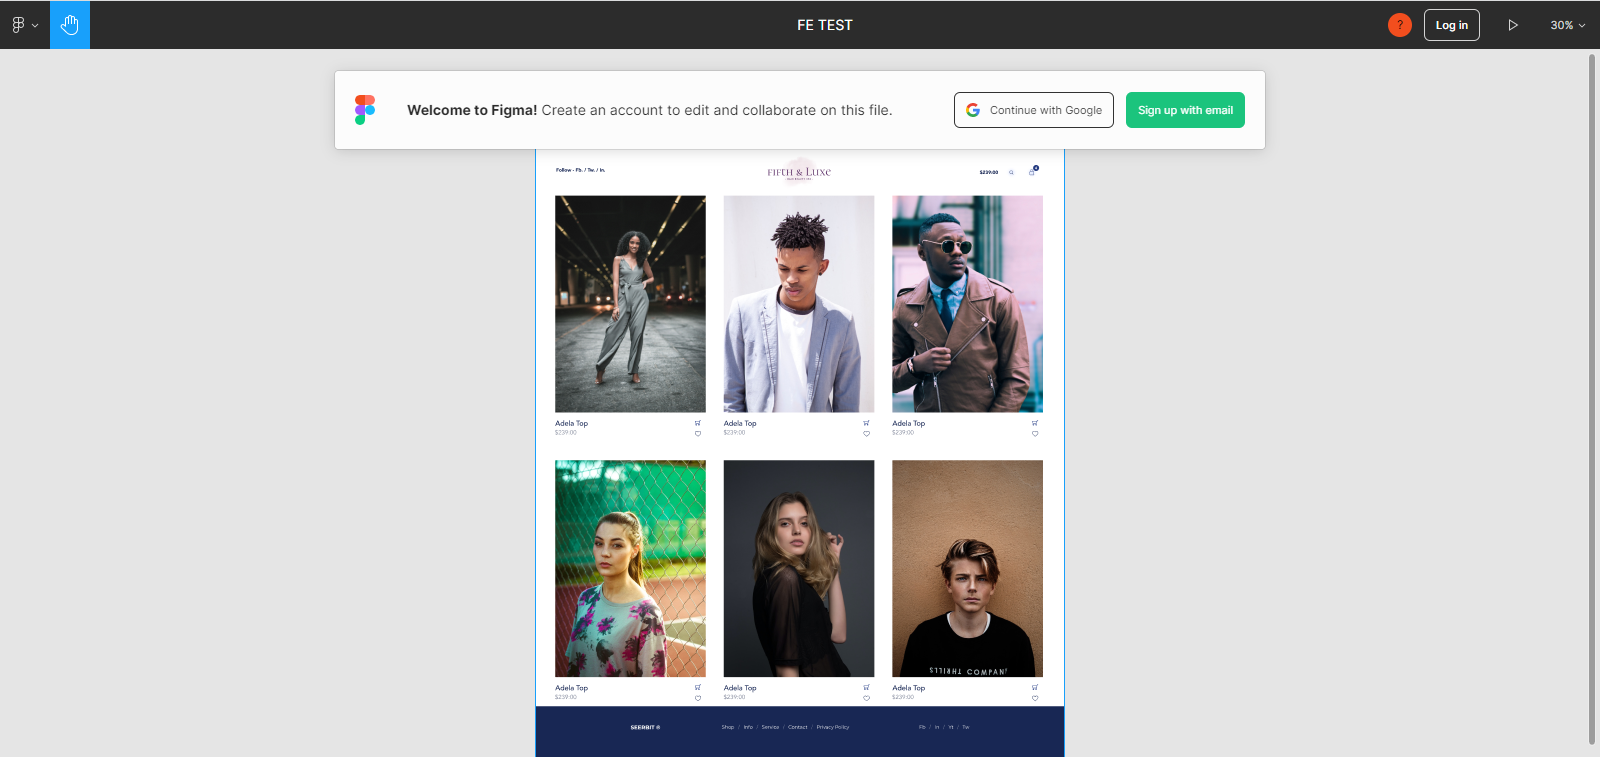 FE TEST
?
Log in
30%
Welcome to Figma! Create an account to edit and collaborate on this file.
Continue with Google
Sign up with email
Follow - Fb. / Tw. / In.
FIFTH & LUXE
$239.00
Adela Top
$239.00
Adela Top
$239.00
Adela Top
$239.00
THRILLS COMPANY
Adela Top
$239.00
Adela Top
$239.00
Adela Top
$239.00
SEERBIT ®
Shop / Info / Service / Contact / Privacy Policy
Fb / In / Yt / Tw